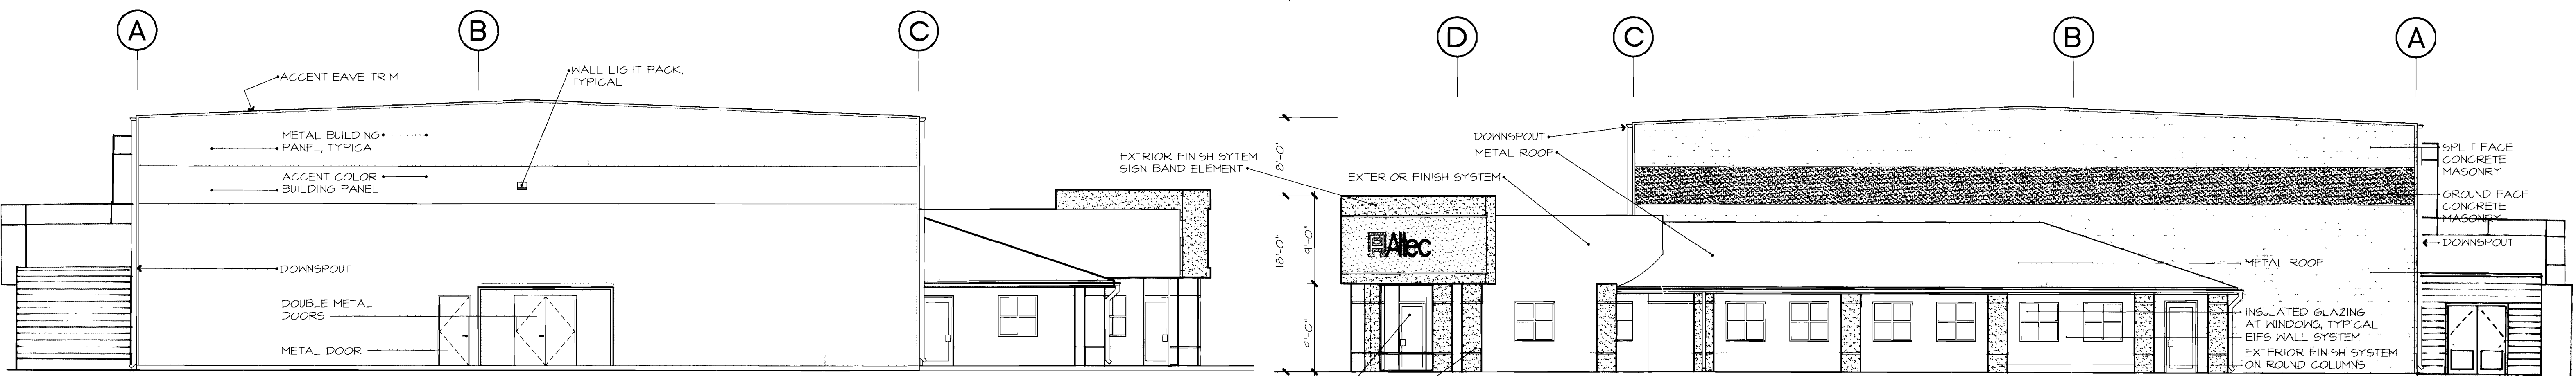 A
B
C
ACCENT EAVE TRIM
WALL LIGHT PACK,
TYPICAL
METAL BUILDING
PANEL, TYPICAL
ACCENT COLOR
BUILDING PANEL
DOWNSPOUT
DOUBLE METAL
DOORS
METAL DOOR
EXTRIOR FINISH SYTEM
SIGN BAND ELEMENT
D
C
B
A
8'-0"
18'-0"
9'-0"
9'-0"
DOWNSPOUT
METAL ROOF
EXTERIOR FINISH SYSTEM
Altec
SPLIT FACE
CONCRETE
MASONRY
GROUND FACE
CONCRETE
MASONRY
DOWNSPOUT
METAL ROOF
INSULATED GLAZING
AT WINDOWS, TYPICAL
EIFS WALL SYSTEM
EXTERIOR FINISH SYSTEM
ON ROUND COLUMNS